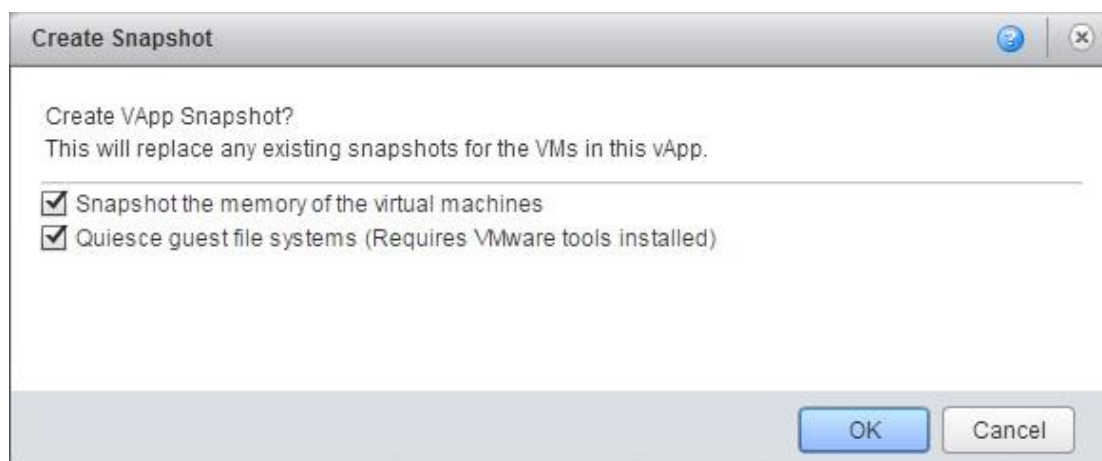 Create Snapshot
Create VApp Snapshot?
This will replace any existing snapshots for the VMs in this vApp.
Snapshot the memory of the virtual machines
Quiesce guest file systems (Requires VMware tools installed)
OK Cancel